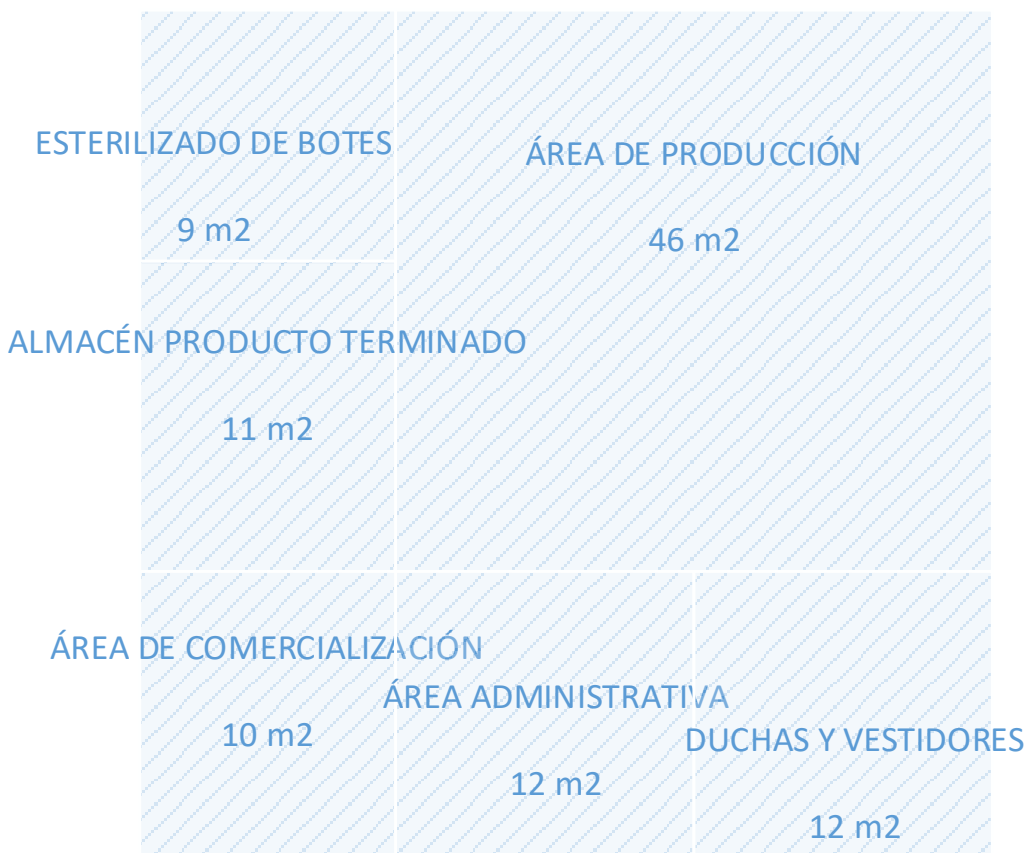 ESTERILIZADO DE BOTES
9 m2
ÁREA DE PRODUCCIÓN
46 m2
ALMACÉN PRODUCTO TERMINADO
11 m2
ÁREA DE COMERCIALIZACIÓN
10 m2
ÁREA ADMINISTRATIVA
12 m2
DUCHAS Y VESTIDORES
12 m2